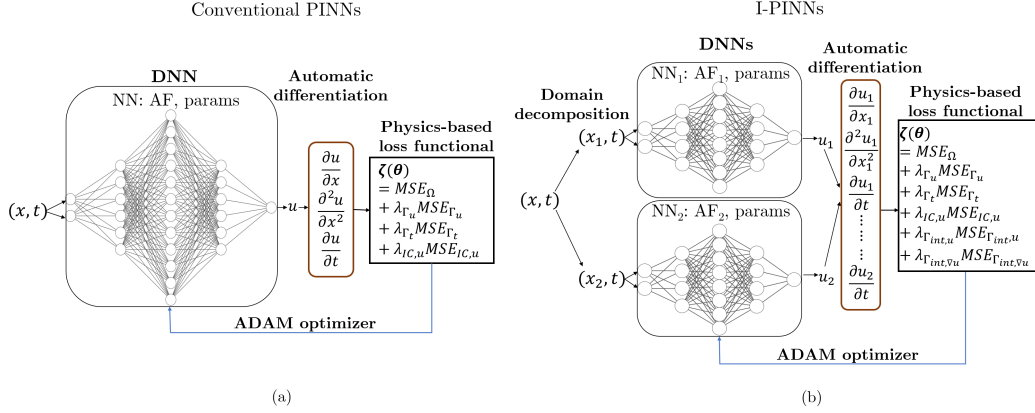 Conventional PINNs
DNN
NN: AF, params
(x, t)
u
Automatic
differentiation
∂u/∂x
∂²u/∂x²
∂u/∂t
Physics-based
loss functional
ζ(θ)
= MSE_Ω
+ λ_Γu MSE_Γu
+ λ_Γt MSE_Γt
+ λ_IC,u MSE_IC,u
ADAM optimizer
(a)
I-PINNs
Domain
decomposition
(x, t)
(x₁, t)
(x₂, t)
DNNs
NN₁: AF₁, params
NN₂: AF₂, params
u₁
u₂
Automatic
differentiation
∂u₁/∂x₁
∂²u₁/∂x₁²
∂u₁/∂t
⋮
⋮
∂u₂/∂t
Physics-based
loss functional
ζ(θ)
= MSE_Ω
+ λ_Γu MSE_Γu
+ λ_Γt MSE_Γt
+ λ_IC,u MSE_IC,u
+ λ_Γint,u MSE_Γint,u
+ λ_Γint,∇u MSE_Γint,∇u
ADAM optimizer
(b)